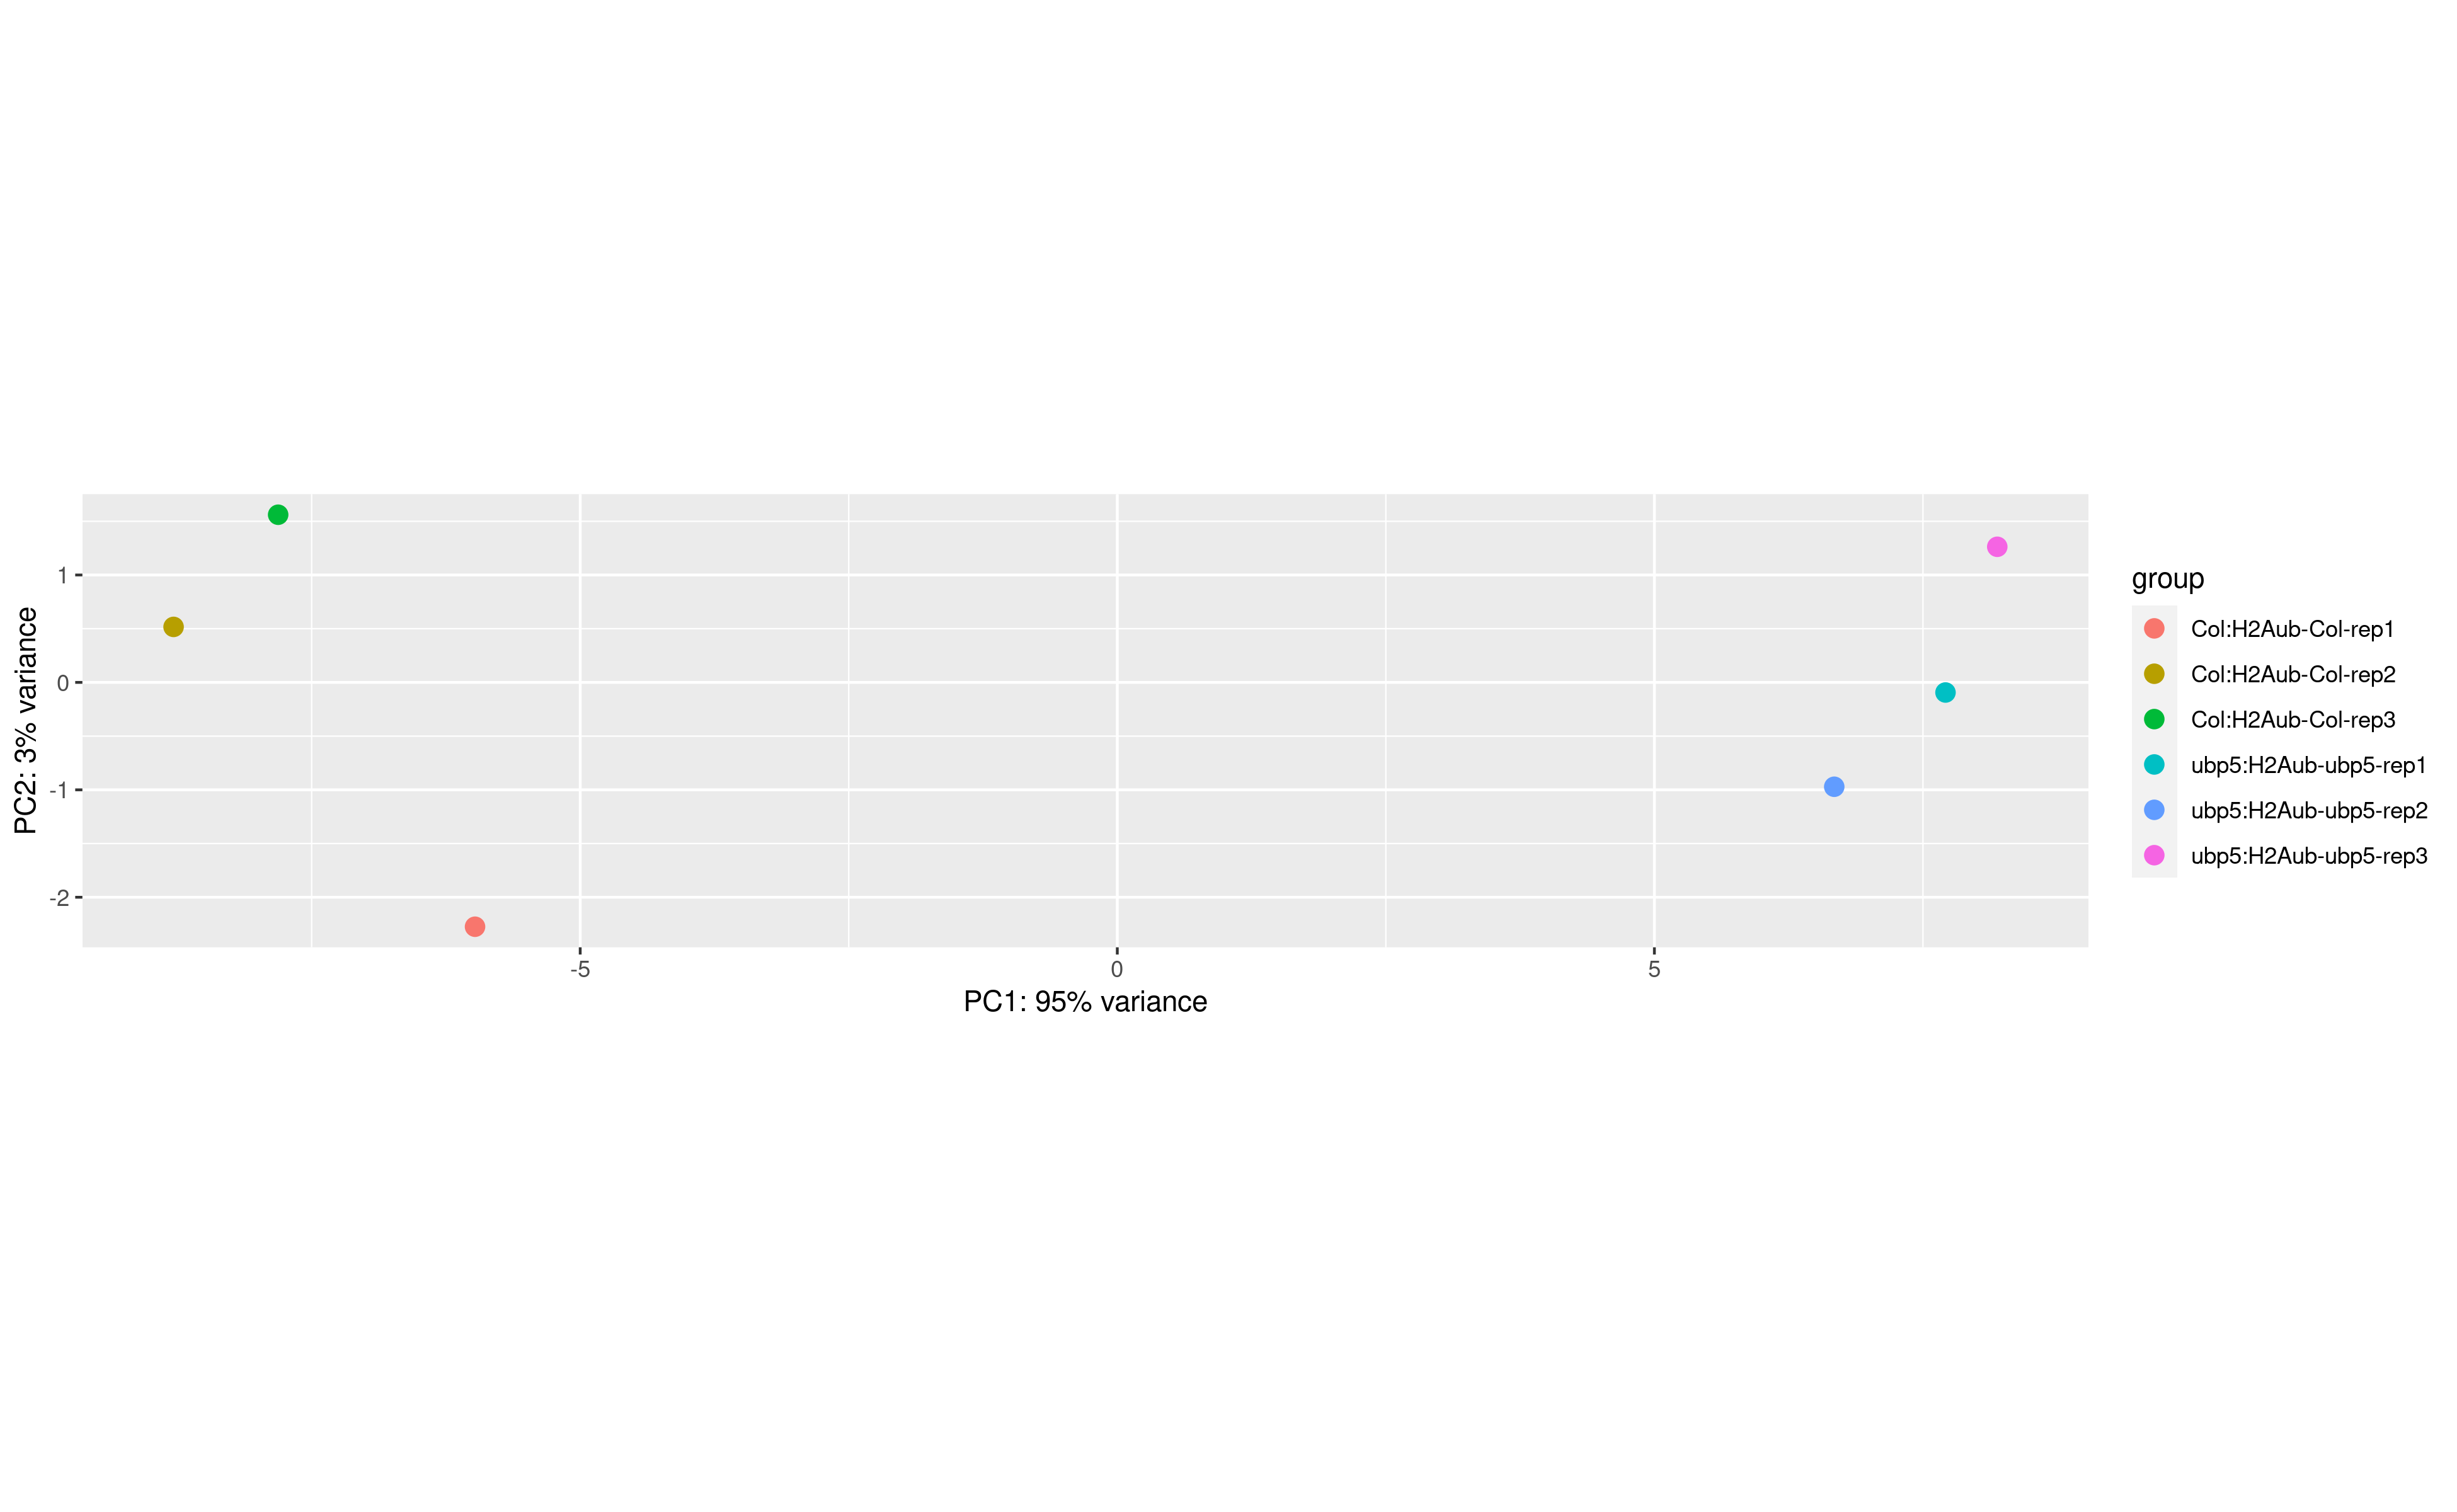 1
0
-1
-2
PC2: 3% variance
-5
0
5
PC1: 95% variance
group
Col:H2Aub-Col-rep1
Col:H2Aub-Col-rep2
Col:H2Aub-Col-rep3
ubp5:H2Aub-ubp5-rep1
ubp5:H2Aub-ubp5-rep2
ubp5:H2Aub-ubp5-rep3